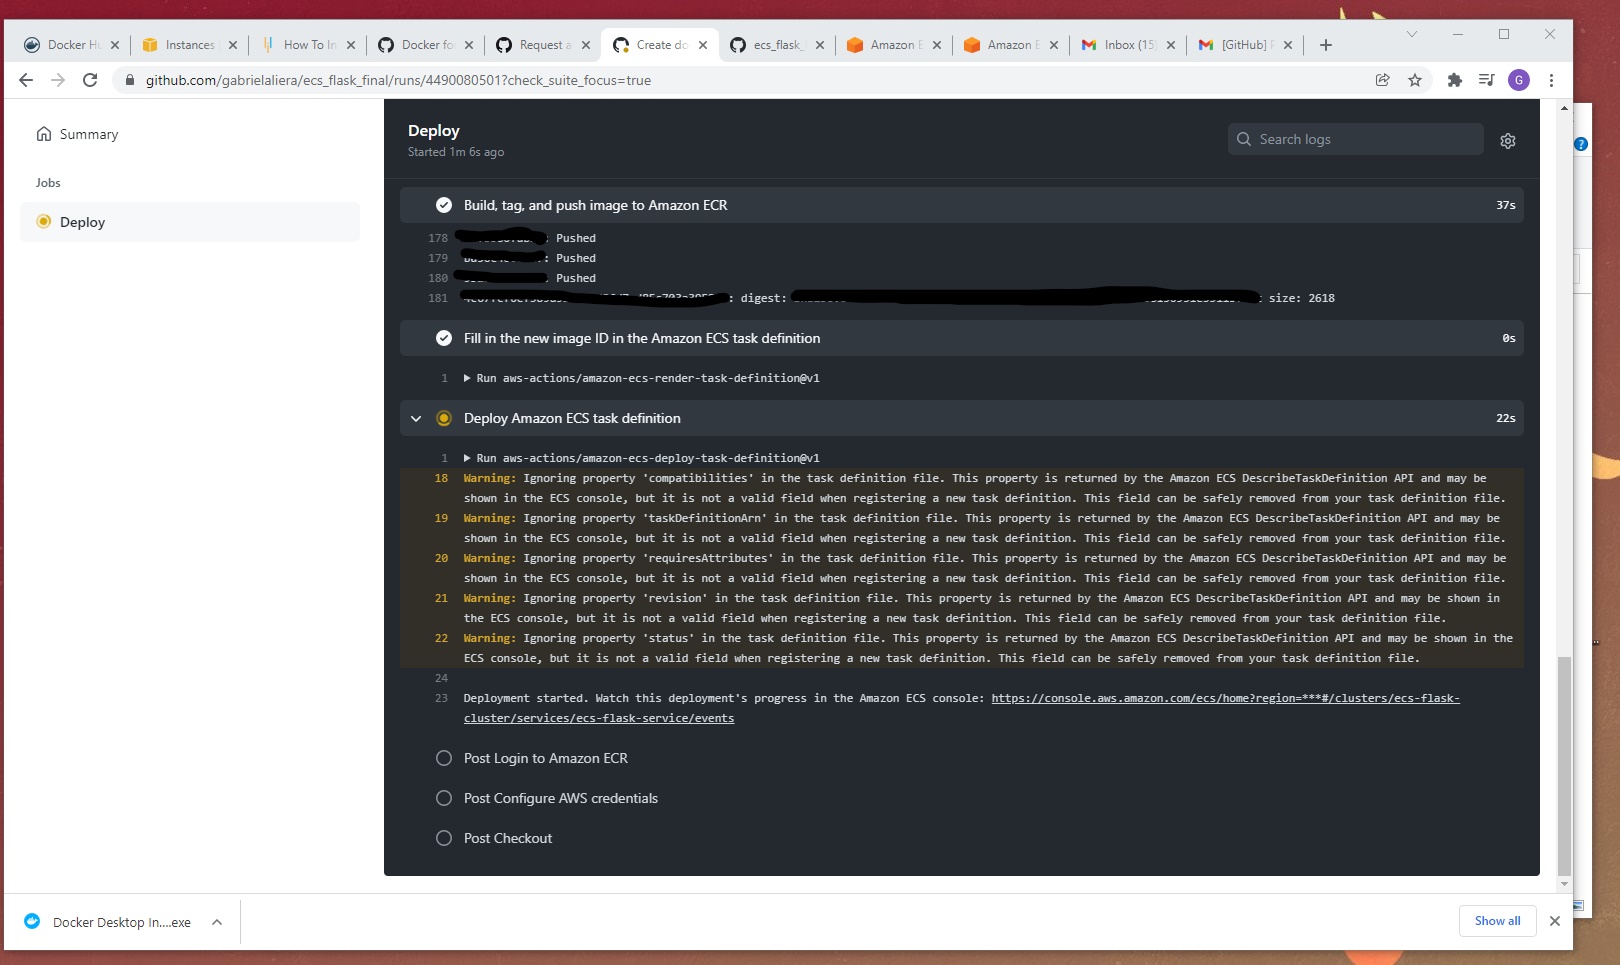 Docker Hu
Instances
How To In
Docker fo
Request a
Create do
ecs_flask_
Amazon E
Amazon E
Inbox (15)
[GitHub] P
github.com/gabrielaliera/ecs_flask_final/runs/4490080501?check_suite_focus=true
G
Summary
Jobs
Deploy
Deploy
Started 1m 6s ago
Search logs
Build, tag, and push image to Amazon ECR 37s
178 : Pushed
179 : Pushed
180 Pushed
181 : digest: size: 2618
Fill in the new image ID in the Amazon ECS task definition 0s
1 Run aws-actions/amazon-ecs-render-task-definition@v1
Deploy Amazon ECS task definition 22s
1 Run aws-actions/amazon-ecs-deploy-task-definition@v1
18 Warning: Ignoring property 'compatibilities' in the task definition file. This property is returned by the Amazon ECS DescribeTaskDefinition API and may be
shown in the ECS console, but it is not a valid field when registering a new task definition. This field can be safely removed from your task definition file.
19 Warning: Ignoring property 'taskDefinitionArn' in the task definition file. This property is returned by the Amazon ECS DescribeTaskDefinition API and may be
shown in the ECS console, but it is not a valid field when registering a new task definition. This field can be safely removed from your task definition file.
20 Warning: Ignoring property 'requiresAttributes' in the task definition file. This property is returned by the Amazon ECS DescribeTaskDefinition API and may be
shown in the ECS console, but it is not a valid field when registering a new task definition. This field can be safely removed from your task definition file.
21 Warning: Ignoring property 'revision' in the task definition file. This property is returned by the Amazon ECS DescribeTaskDefinition API and may be shown in
the ECS console, but it is not a valid field when registering a new task definition. This field can be safely removed from your task definition file.
22 Warning: Ignoring property 'status' in the task definition file. This property is returned by the Amazon ECS DescribeTaskDefinition API and may be shown in the
ECS console, but it is not a valid field when registering a new task definition. This field can be safely removed from your task definition file.
24
23 Deployment started. Watch this deployment's progress in the Amazon ECS console: https://console.aws.amazon.com/ecs/home?region=***#/clusters/ecs-flask-
cluster/services/ecs-flask-service/events
Post Login to Amazon ECR
Post Configure AWS credentials
Post Checkout
Docker Desktop In....exe
Show all